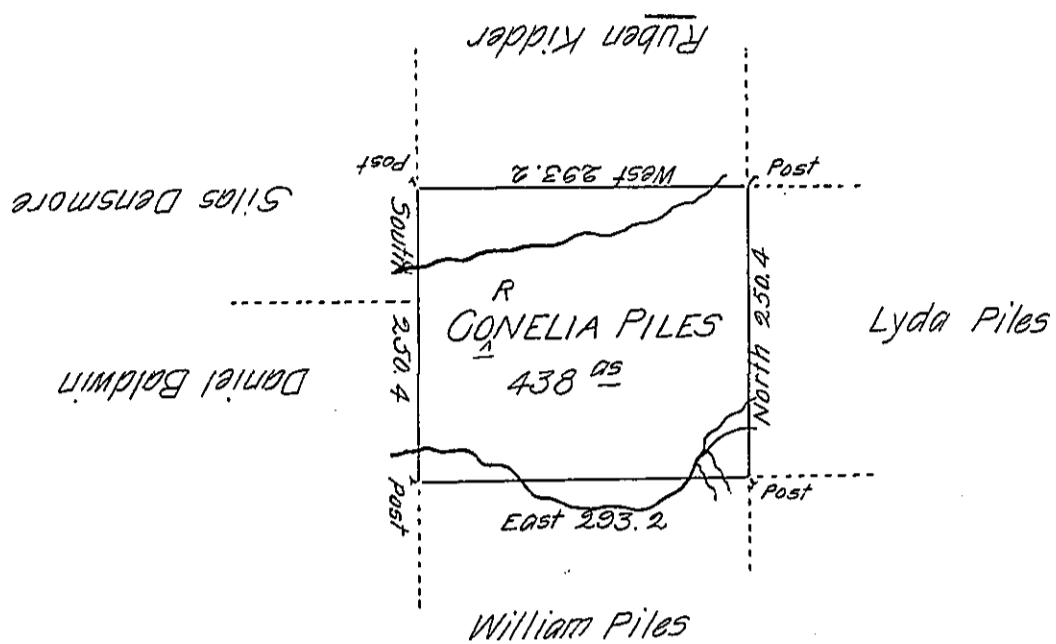 Ruben Kidder
Post
West 293.2
Post
Silas Densmore
South 250.4
R
CONELIA PILES
v
438 as
North 250.4
Lyda Piles
Daniel Baldwin
Post
East 293.2
Post
William Piles